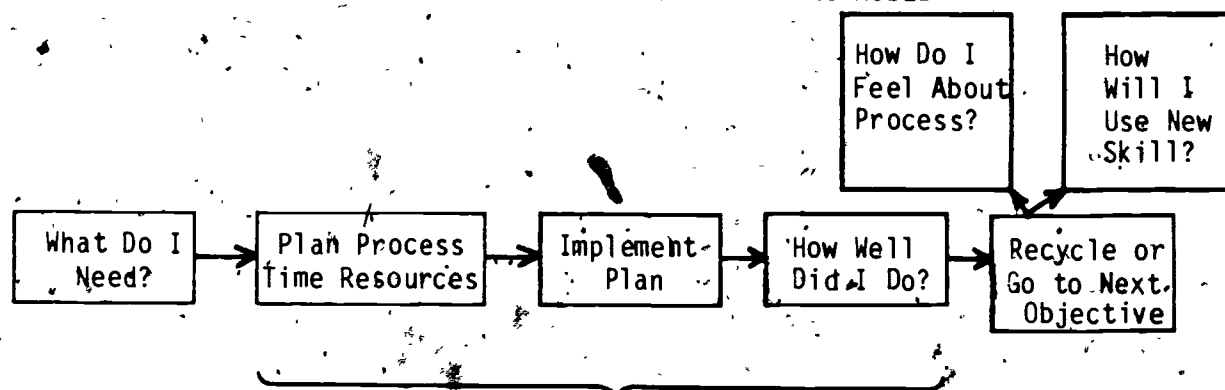 How Do I
Feel About
Process?
How
Will I
Use New
Skill?
What Do I
Need?
Plan Process
Time Resources
Implement
Plan
How Well
Did I Do?
Recycle or
Go to Next
Objective